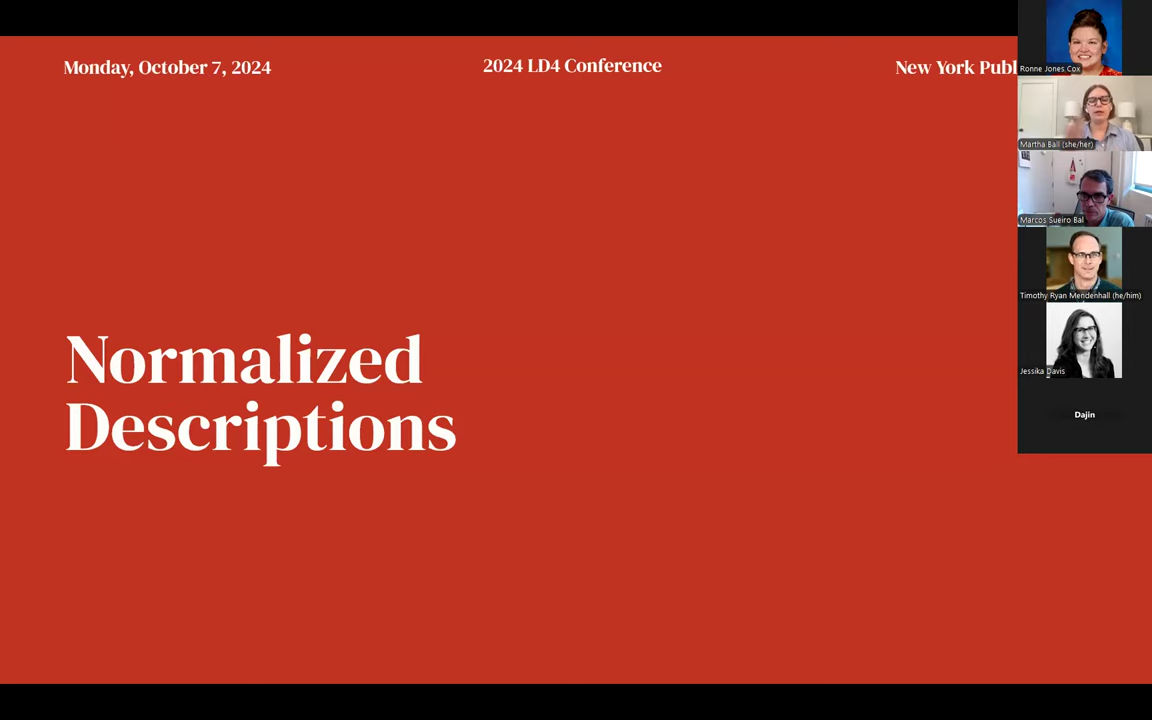 Monday, October 7, 2024
2024 LD4 Conference
New York Publ
Normalized
Descriptions
Ronne Jones Cox
Martha Ball (she/her)
Marcos Sueiro Bal
Timothy Ryan Mendenhall (he/him)
Jessika Davis
Dajin